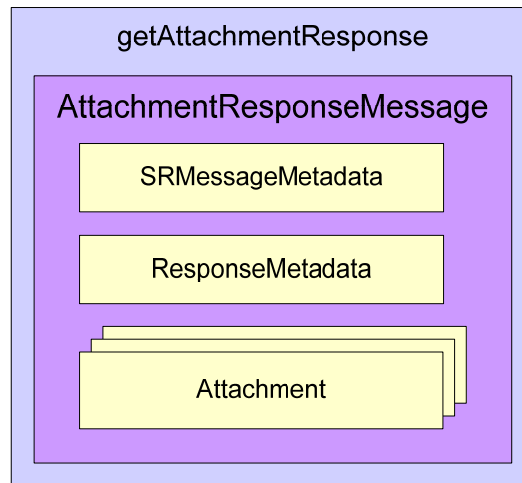 getAttachmentResponse
AttachmentResponseMessage
SRMessageMetadata
ResponseMetadata
Attachment